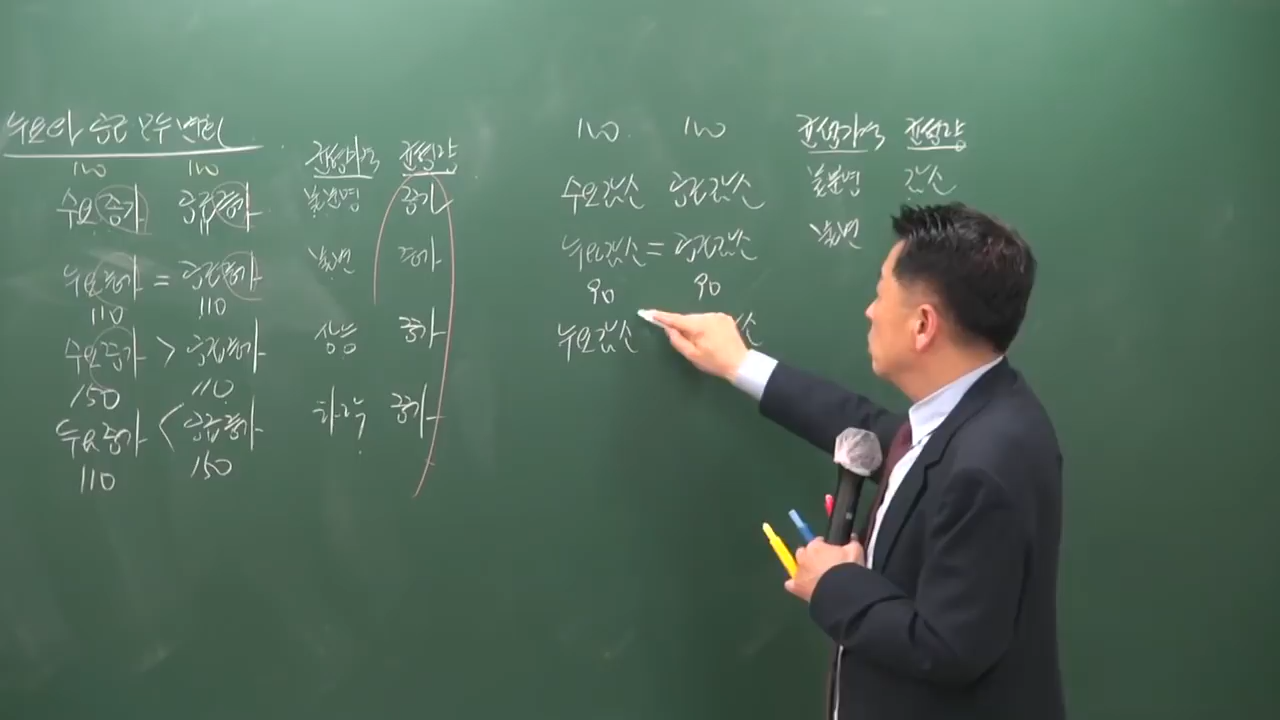 수요와 공급 모두 변화
100 100 균형가격 균형량
수요증가 공급증가 불분명 증가
수요증가 = 공급증가 불변 증가
110 110
수요증가 > 공급증가 상승 증가
150 110
수요증가 < 공급증가 하락 증가
110 150
100 100 균형가격 균형량
수요감소 공급감소 불분명 감소
수요감소 = 공급감소 불변
90 90
수요감소 소